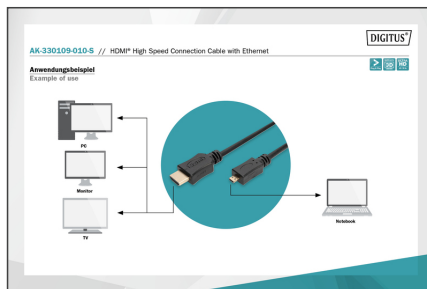 DIGITUS®
AK-330109-010-S // HDMI® High Speed Connection Cable with Ethernet
Anwendungsbeispiel
Example of use
PC
Monitor
TV
Notebook